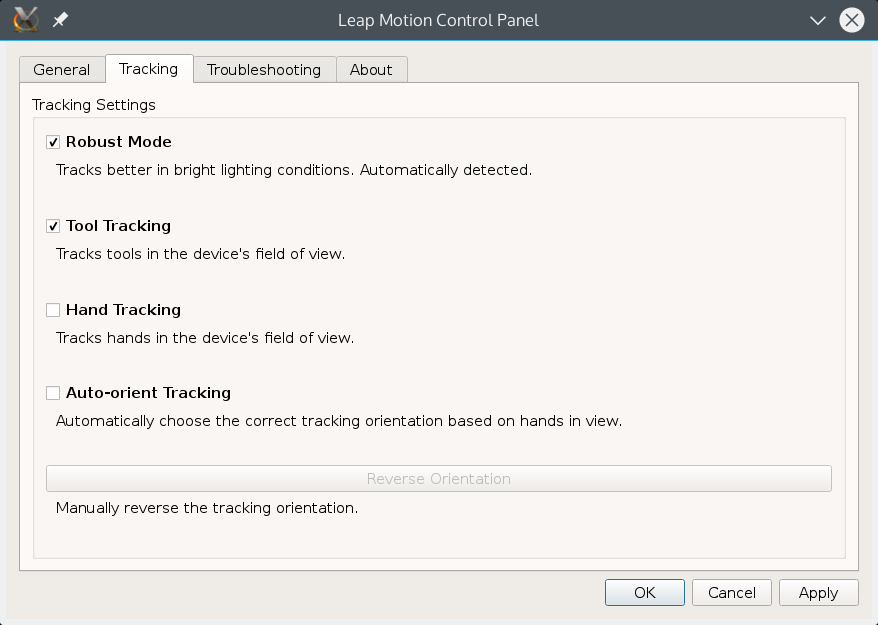 Leap Motion Control Panel
General Tracking Troubleshooting About
Tracking Settings
Robust Mode
Tracks better in bright lighting conditions. Automatically detected.
Tool Tracking
Tracks tools in the device's field of view.
Hand Tracking
Tracks hands in the device's field of view.
Auto-orient Tracking
Automatically choose the correct tracking orientation based on hands in view.
Reverse Orientation
Manually reverse the tracking orientation.
OK Cancel Apply